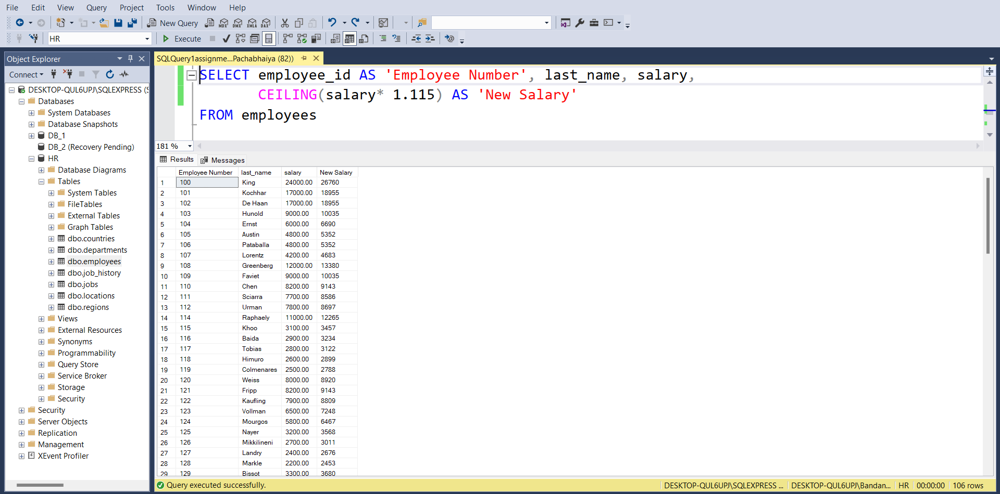 File Edit View Query Project Tools Window Help
New Query MDX DMX XMLA DAX
HR Execute
Object Explorer
Connect
DESKTOP-QUL6UPJ\SQLEXPRESS (S
Databases
System Databases
Database Snapshots
DB_1
DB_2 (Recovery Pending)
HR
Database Diagrams
Tables
System Tables
FileTables
External Tables
Graph Tables
dbo.countries
dbo.departments
dbo.employees
dbo.job_history
dbo.jobs
dbo.locations
dbo.regions
Views
External Resources
Synonyms
Programmability
Query Store
Service Broker
Storage
Security
Security
Server Objects
Replication
Management
XEvent Profiler
SQLQuery1assignme...Pachabhaiya (82))
SELECT employee_id AS 'Employee Number', last_name, salary,
CEILING(salary* 1.115) AS 'New Salary'
FROM employees
181 %
Results Messages
Employee Number last_name salary New Salary
1 100 King 24000.00 26760
2 101 Kochhar 17000.00 18955
3 102 De Haan 17000.00 18955
4 103 Hunold 9000.00 10035
5 104 Ernst 6000.00 6690
6 105 Austin 4800.00 5352
7 106 Pataballa 4800.00 5352
8 107 Lorentz 4200.00 4683
9 108 Greenberg 12000.00 13380
10 109 Faviet 9000.00 10035
11 110 Chen 8200.00 9143
12 111 Sciarra 7700.00 8586
13 112 Urman 7800.00 8697
14 114 Raphaely 11000.00 12265
15 115 Khoo 3100.00 3457
16 116 Baida 2900.00 3234
17 117 Tobias 2800.00 3122
18 118 Himuro 2600.00 2899
19 119 Colmenares 2500.00 2788
20 120 Weiss 8000.00 8920
21 121 Fripp 8200.00 9143
22 122 Kaufling 7900.00 8809
23 123 Vollman 6500.00 7248
24 124 Mourgos 5800.00 6467
25 125 Nayer 3200.00 3568
26 126 Mikkilineni 2700.00 3011
27 127 Landry 2400.00 2676
28 128 Markle 2200.00 2453
29 129 Bissot 3300.00 3680
Query executed successfully. DESKTOP-QUL6UPJ\SQLEXPRESS ... DESKTOP-QUL6UPJ\Bandan... HR 00:00:00 106 rows